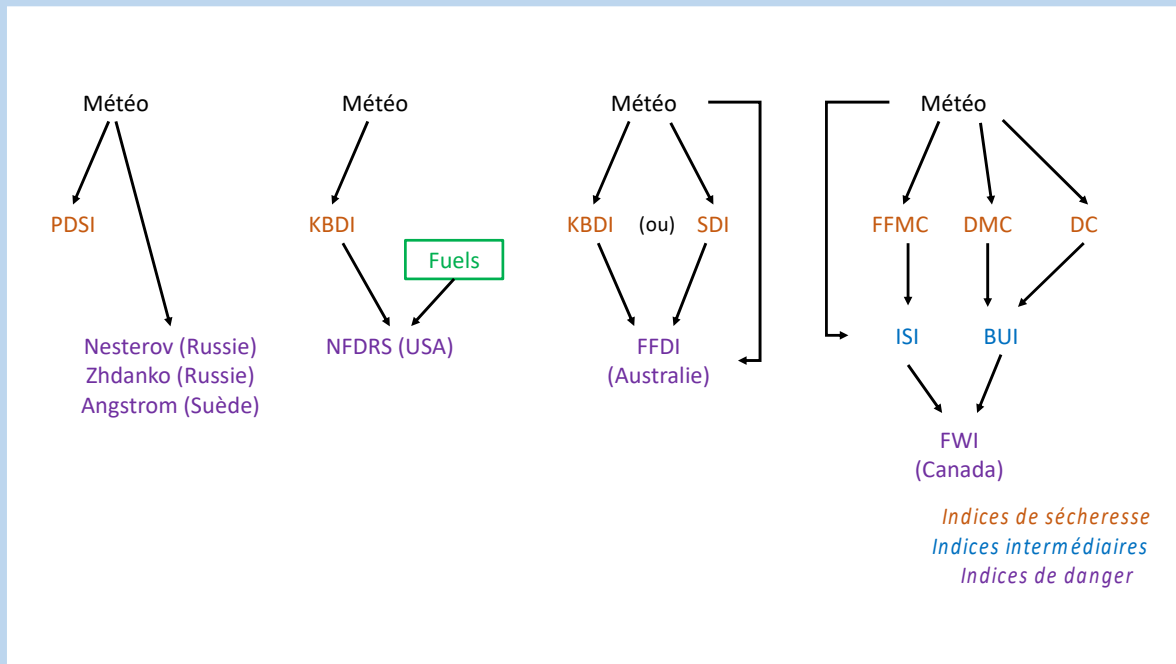 Météo
PDSI
Nesterov (Russie)
Zhdanko (Russie)
Angstrom (Suède)
Météo
KBDI
Fuels
NFDRS (USA)
Météo
KBDI (ou) SDI
FFDI
(Australie)
Météo
FFMC DMC DC
ISI BUI
FWI
(Canada)
Indices de sécheresse
Indices intermédiaires
Indices de danger